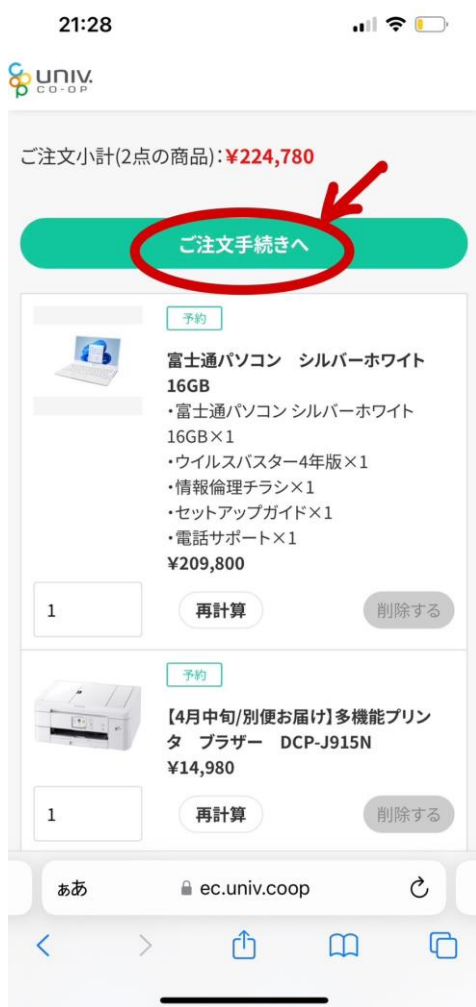 21:28
UNIV.
CO-OP
ご注文小計(2点の商品):¥224,780
ご注文手続きへ
予約
富士通パソコン　シルバーホワイト
16GB
・富士通パソコン シルバーホワイト
16GB×1
・ウイルスバスター4年版×1
・情報倫理チラシ×1
・セットアップガイド×1
・電話サポート×1
¥209,800
1
再計算
削除する
予約
【4月中旬/別便お届け】多機能プリン
タ　ブラザー　DCP-J915N
¥14,980
1
再計算
削除する
ぁあ
ec.univ.coop